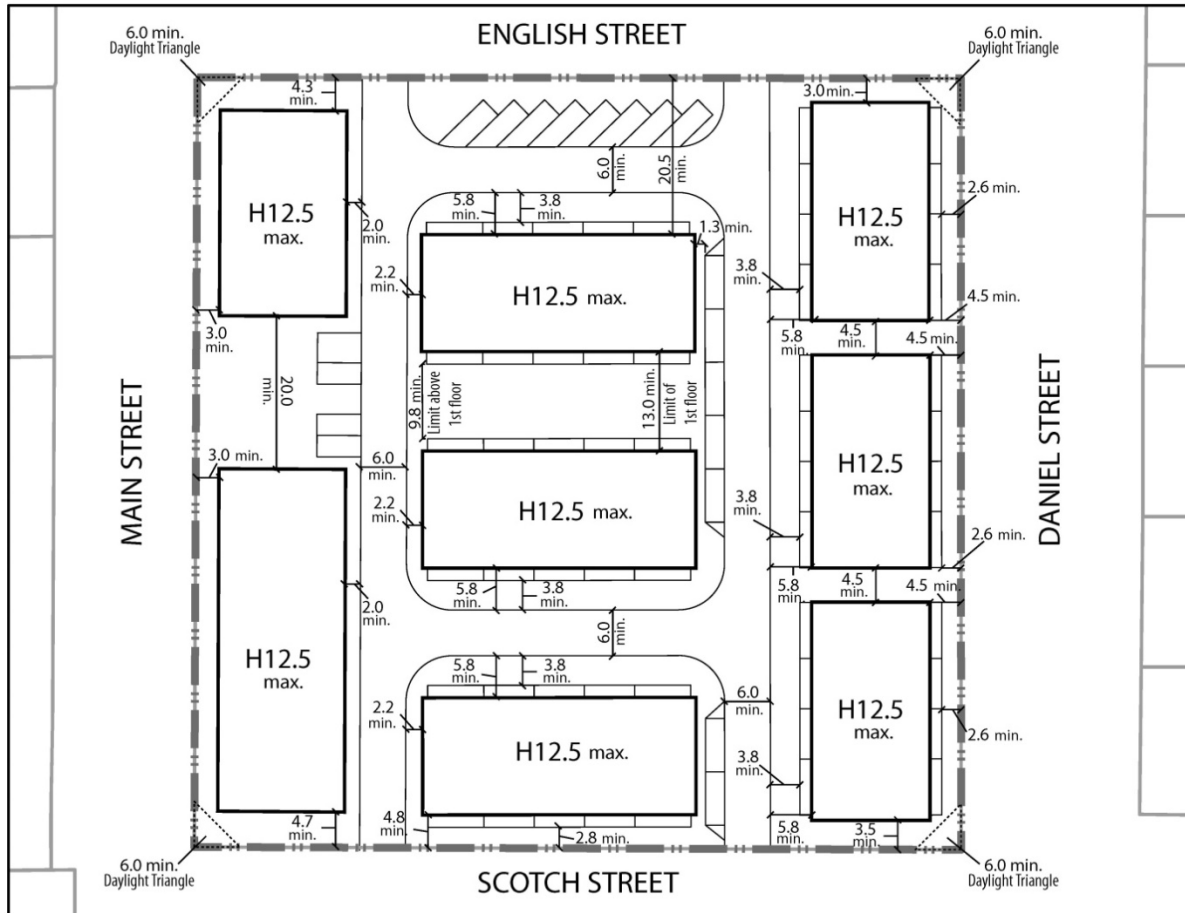 6.0 min.
Daylight Triangle
ENGLISH STREET
6.0 min.
Daylight Triangle
4.3
min.
3.0min.
6.0
min.
20.5
min.
5.8
min.
3.8
min.
2.6 min.
H12.5
max.
2.0
min.
H12.5
max.
1.3 min.
2.2
min.
3.8
min.
H12.5 max.
4.5 min.
3.0
min.
5.8
min.
4.5
min.
4.5 min.
20.0
min.
9.8 min.
Limit above
1st floor
13.0 min.
Limit of
1st floor
MAIN STREET
DANIEL STREET
3.0 min.
6.0
min.
H12.5
max.
2.2
min.
H12.5 max.
3.8
min.
2.6 min.
5.8
min.
3.8
min.
5.8
min.
4.5
min.
4.5 min.
2.0
min.
6.0
min.
H12.5
max.
5.8
min.
3.8
min.
6.0
min.
2.2
min.
H12.5
max.
2.6 min.
H12.5 max.
3.8
min.
4.7
min.
4.8
min.
2.8 min.
5.8
min.
3.5
min.
6.0 min.
Daylight Triangle
SCOTCH STREET
6.0 min.
Daylight Triangle